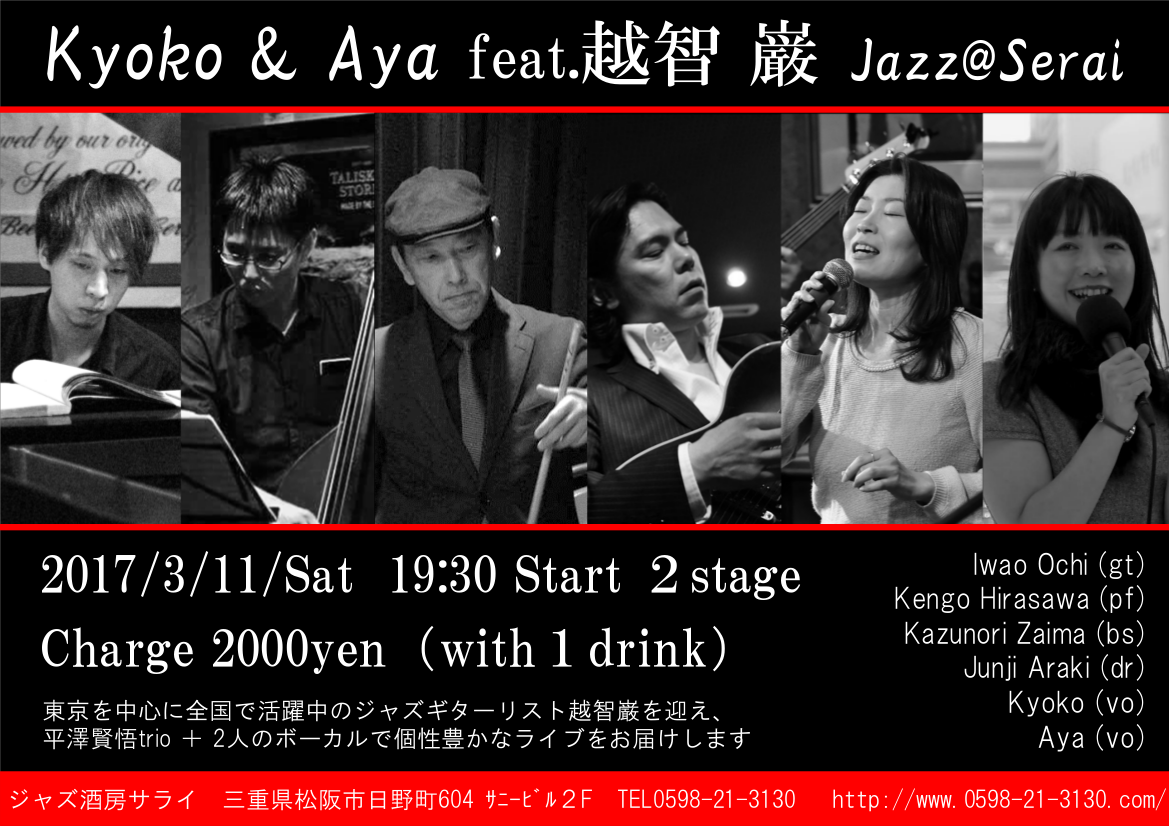 Kyoko & Aya feat.越智 巌 Jazz@Serai
TALISK
STOR
2017/3/11/Sat 19:30 Start ２stage
Charge 2000yen（with１drink）
東京を中心に全国で活躍中のジャズギターリスト越智巌を迎え、
平澤賢悟trio ＋ 2人のボーカルで個性豊かなライブをお届けします
Iwao Ochi (gt)
Kengo Hirasawa (pf)
Kazunori Zaima (bs)
Junji Araki (dr)
Kyoko (vo)
Aya (vo)
ジャズ酒房サライ 三重県松阪市日野町604 ｻﾆｰﾋﾞﾙ２F TEL0598-21-3130 http://www.0598-21-3130.com/